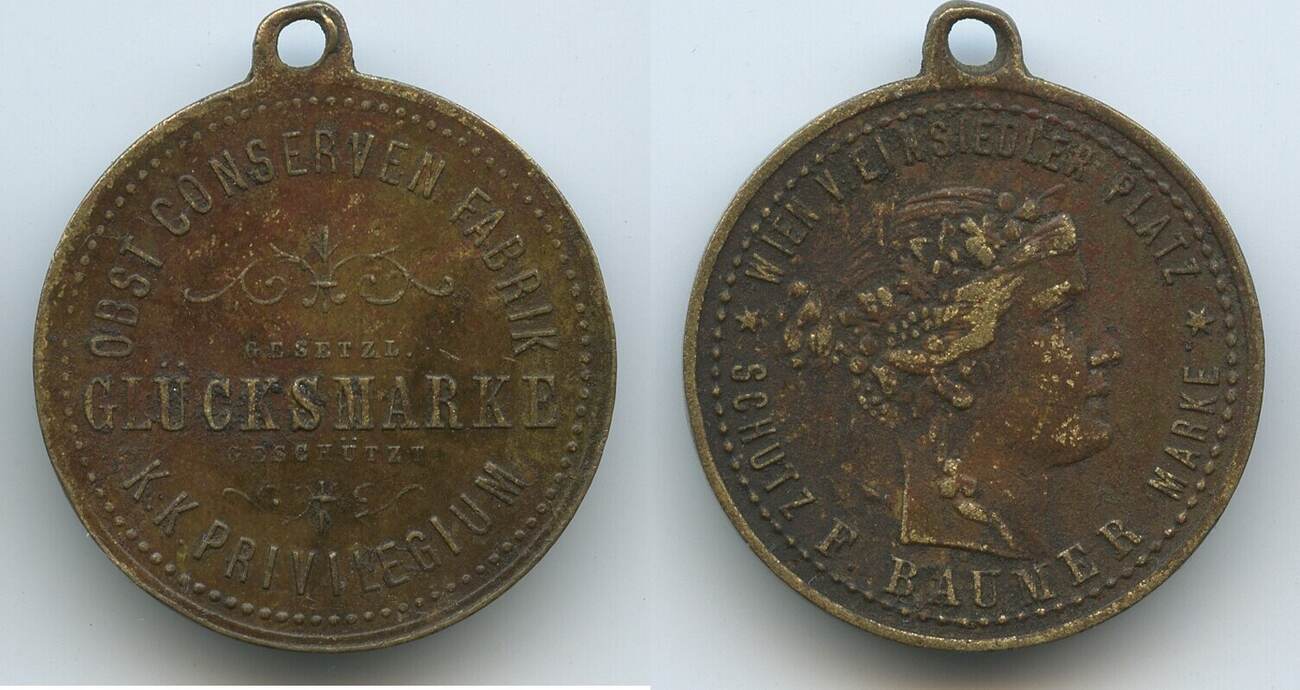 OBST CONSERVEN FABRIK
GESETZL.
GLÜCKSMARKE
GESCHÜTZT
K.K PRIVILEGIUM
WIEN V. EINSIEDLER PLATZ
SCHUTZ F. BAUMER MARKE